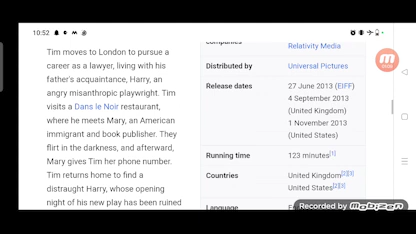 10:52
Tim moves to London to pursue a
career as a lawyer, living with his
father's acquaintance, Harry, an
angry misanthropic playwright. Tim
visits a Dans le Noir restaurant,
where he meets Mary, an American
immigrant and book publisher. They
flirt in the darkness, and afterward,
Mary gives Tim her phone number.
Tim returns home to find a
distraught Harry, whose opening
night of his new play has been ruined
companies
Relativity Media
Distributed by Universal Pictures
Release dates 27 June 2013 (EIFF)
4 September 2013
(United Kingdom)
1 November 2013
(United States)
Running time 123 minutes[1]
Countries United Kingdom[2][3]
United States[2][3]
Language
Recorded by Mobizen